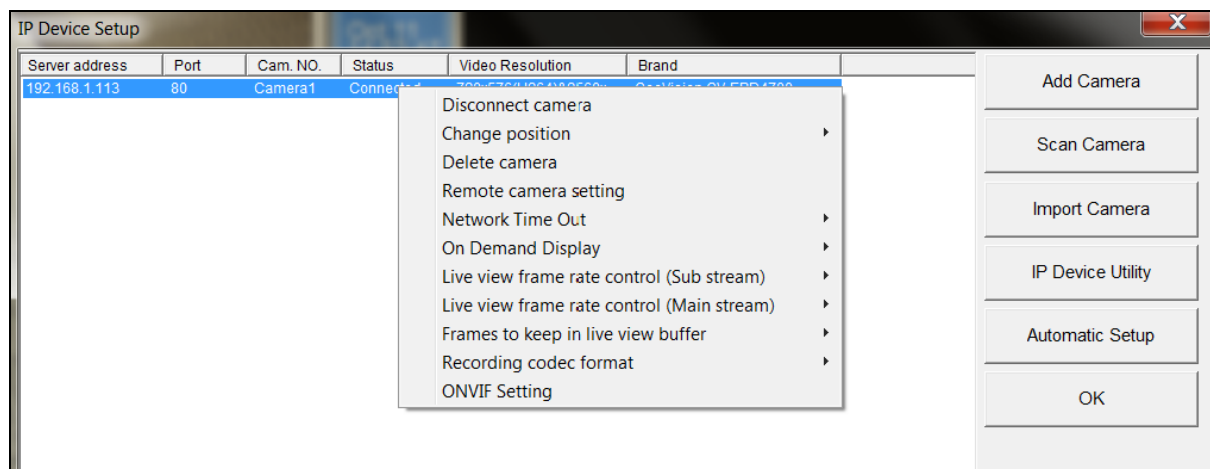 IP Device Setup
Server address Port Cam. NO. Status Video Resolution Brand
192.168.1.113 80 Camera1
Disconnect camera
Change position
Delete camera
Remote camera setting
Network Time Out
On Demand Display
Live view frame rate control (Sub stream)
Live view frame rate control (Main stream)
Frames to keep in live view buffer
Recording codec format
ONVIF Setting
Add Camera
Scan Camera
Import Camera
IP Device Utility
Automatic Setup
OK